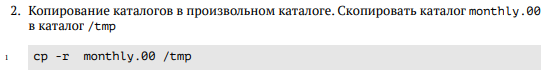 2. Копирование каталогов в произвольном каталоге. Скопировать каталог monthly.00
в каталог /tmp
1 cp -r  monthly.00 /tmp